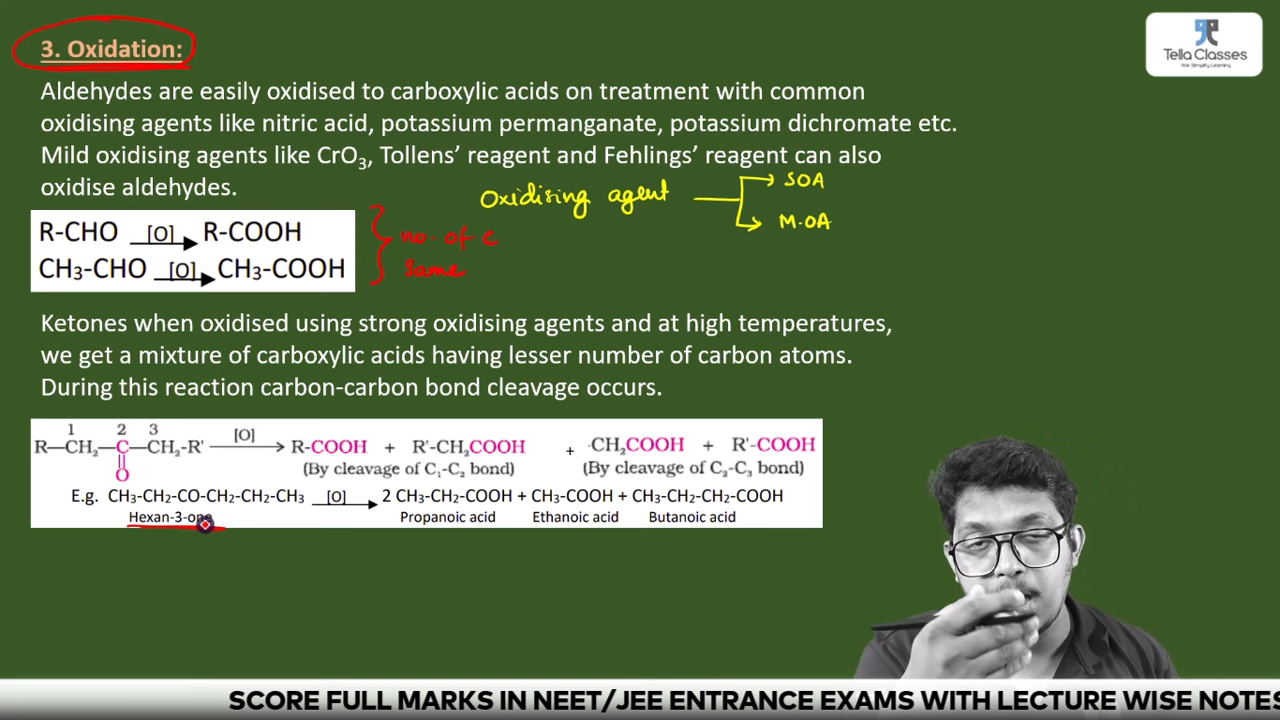 3. Oxidation:
Tella Classes
We Simplify Learning
Aldehydes are easily oxidised to carboxylic acids on treatment with common
oxidising agents like nitric acid, potassium permanganate, potassium dichromate etc.
Mild oxidising agents like CrO₃, Tollens’ reagent and Fehlings’ reagent can also
oxidise aldehydes.
Oxidising agent
SOA
M.OA
R-CHO [O] R-COOH
CH₃-CHO [O] CH₃-COOH
no. of c
Same
Ketones when oxidised using strong oxidising agents and at high temperatures,
we get a mixture of carboxylic acids having lesser number of carbon atoms.
During this reaction carbon-carbon bond cleavage occurs.
1 2 3
R—CH₂—C—CH₂-R' [O] R-COOH + R'-CH₂COOH + ·CH₂COOH + R'-COOH
O
(By cleavage of C₁-C₂ bond) (By cleavage of C₂-C₃ bond)
E.g. CH₃-CH₂-CO-CH₂-CH₂-CH₃ [O] 2 CH₃-CH₂-COOH + CH₃-COOH + CH₃-CH₂-CH₂-COOH
Hexan-3-one Propanoic acid Ethanoic acid Butanoic acid
SCORE FULL MARKS IN NEET/JEE ENTRANCE EXAMS WITH LECTURE WISE NOTES